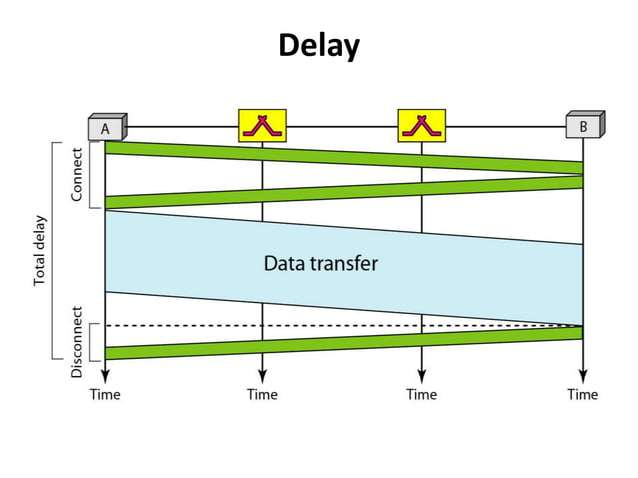 Delay
A
B
Connect
Total delay
Data transfer
Disconnect
Time
Time
Time
Time